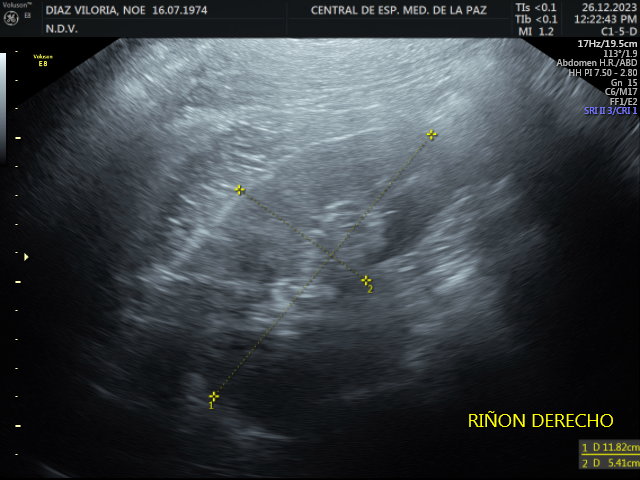 Voluson™
E8
DIAZ VILORIA, NOE 16.07.1974
N.D.V.
CENTRAL DE ESP. MED. DE LA PAZ
TIs <0.1
TIb <0.1
MI 1.2
26.12.2023
12:22:43 PM
C1-5-D
17Hz/19.5cm
113°/1.9
Abdomen H.R./ABD
HH PI 7.50 - 2.80
Gn 15
C6/M17
FF1/E2
SRI II 3/CRI 1
Voluson
E8
2
1
RIÑON DERECHO
1 D 11.82cm
2 D 5.41cm